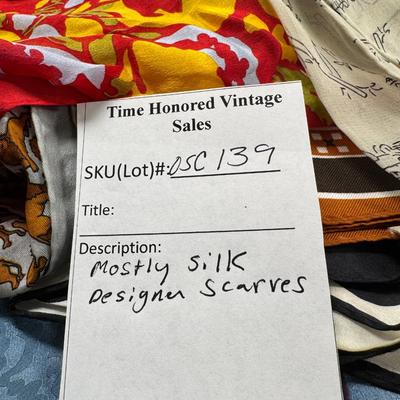 Time Honored Vintage
Sales
SKU(Lot)#: DSC 139
Title:
Description:
Mostly Silk
Designer Scarves